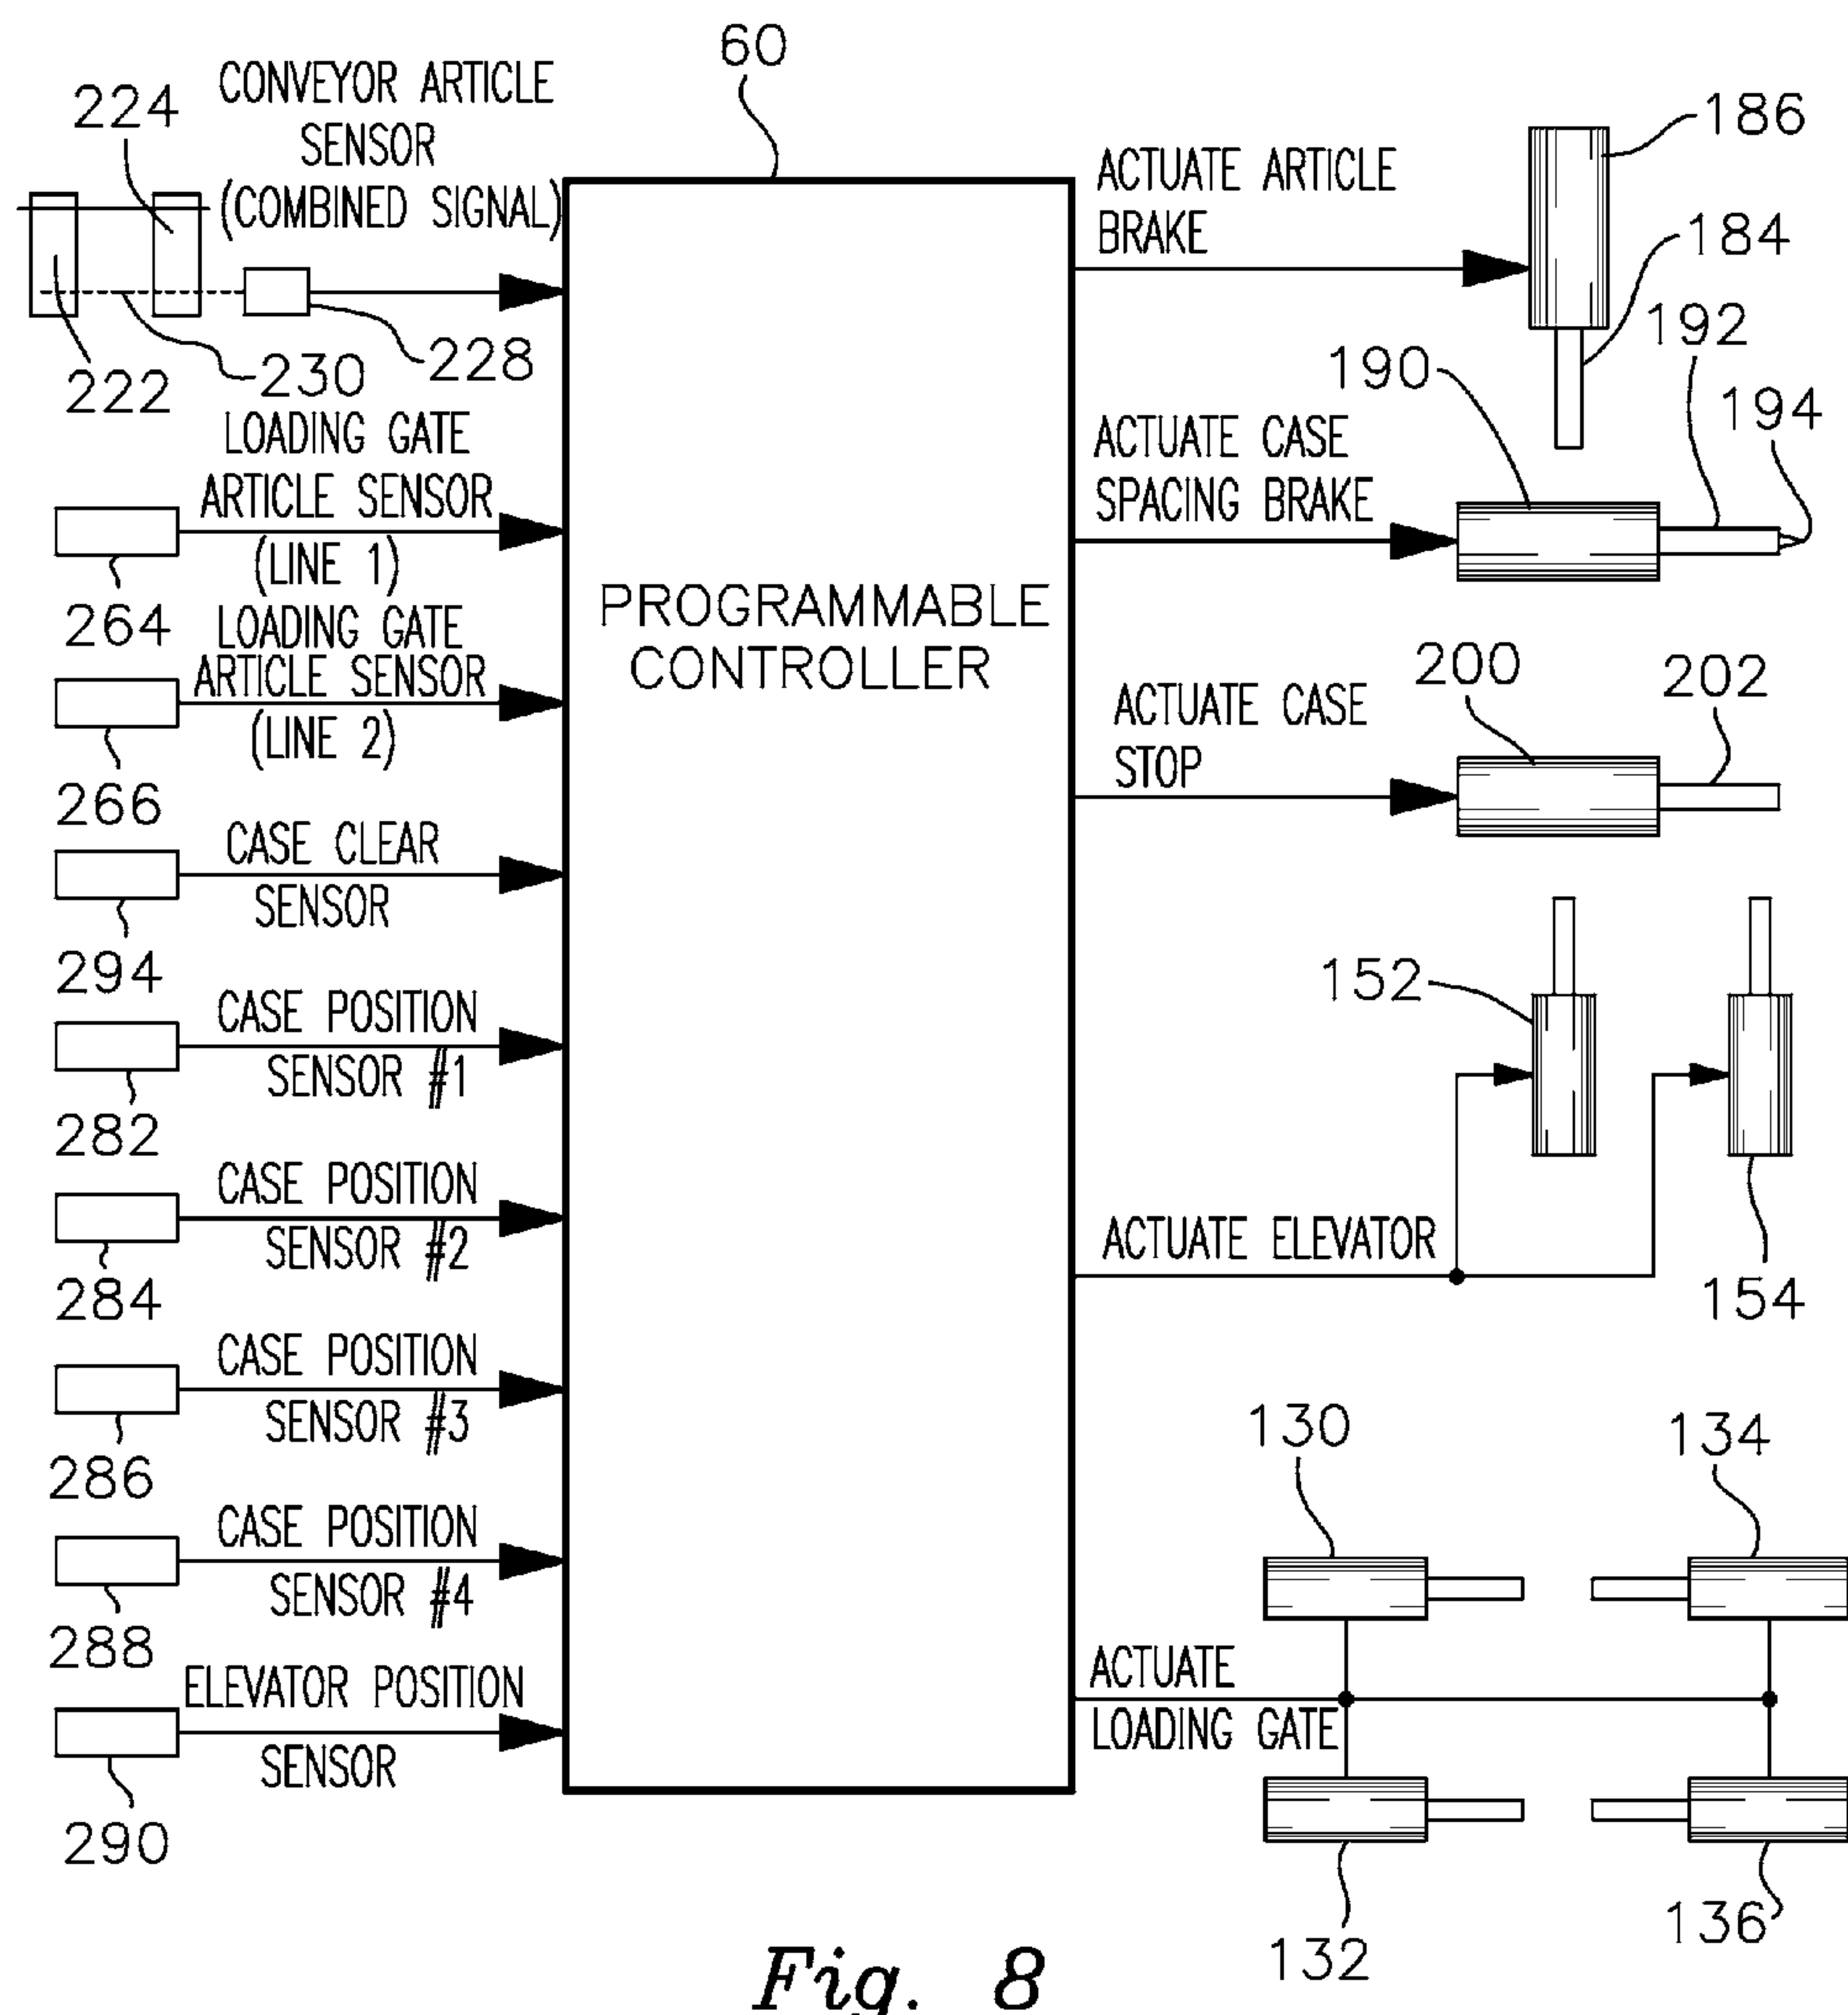 60
CONVEYOR ARTICLE
SENSOR
(COMBINED SIGNAL)
224
222
230
228
LOADING GATE
ARTICLE SENSOR
(LINE 1)
264
LOADING GATE
ARTICLE SENSOR
(LINE 2)
266
CASE CLEAR
SENSOR
294
CASE POSITION
SENSOR #1
282
CASE POSITION
SENSOR #2
284
CASE POSITION
SENSOR #3
286
CASE POSITION
SENSOR #4
288
ELEVATOR POSITION
SENSOR
290
PROGRAMMABLE
CONTROLLER
ACTUATE ARTICLE
BRAKE
186
184
192
190
194
ACTUATE CASE
SPACING BRAKE
200
202
ACTUATE CASE
STOP
152
154
ACTUATE ELEVATOR
130
134
ACTUATE
LOADING GATE
132
136
Fig. 8